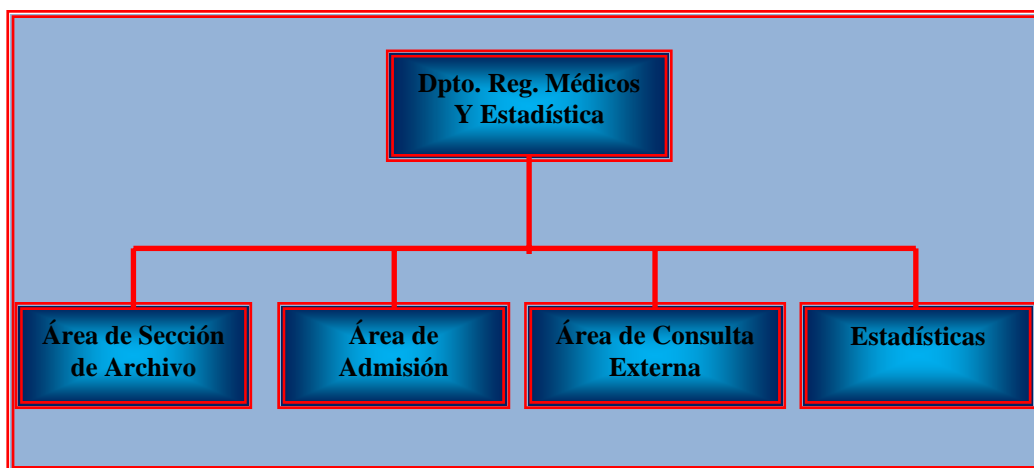 Dpto. Reg. Médicos
Y Estadística
Área de Sección
de Archivo
Área de
Admisión
Área de Consulta
Externa
Estadísticas